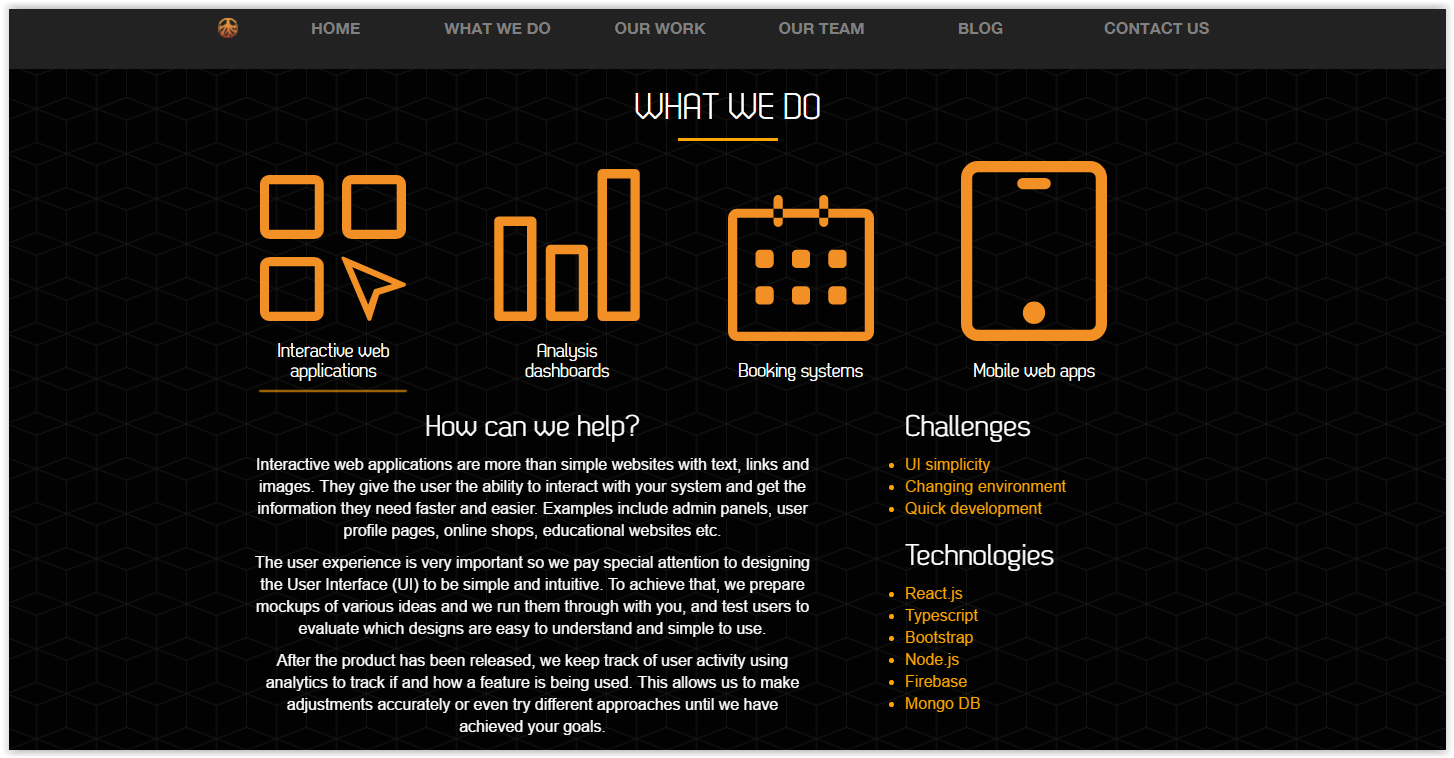 HOME WHAT WE DO OUR WORK OUR TEAM BLOG CONTACT US
WHAT WE DO
Interactive web
applications
Analysis
dashboards
Booking systems
Mobile web apps
How can we help?
Interactive web applications are more than simple websites with text, links and
images. They give the user the ability to interact with your system and get the
information they need faster and easier. Examples include admin panels, user
profile pages, online shops, educational websites etc.
The user experience is very important so we pay special attention to designing
the User Interface (UI) to be simple and intuitive. To achieve that, we prepare
mockups of various ideas and we run them through with you, and test users to
evaluate which designs are easy to understand and simple to use.
After the product has been released, we keep track of user activity using
analytics to track if and how a feature is being used. This allows us to make
adjustments accurately or even try different approaches until we have
achieved your goals.
Challenges
• UI simplicity
• Changing environment
• Quick development
Technologies
• React.js
• Typescript
• Bootstrap
• Node.js
• Firebase
• Mongo DB